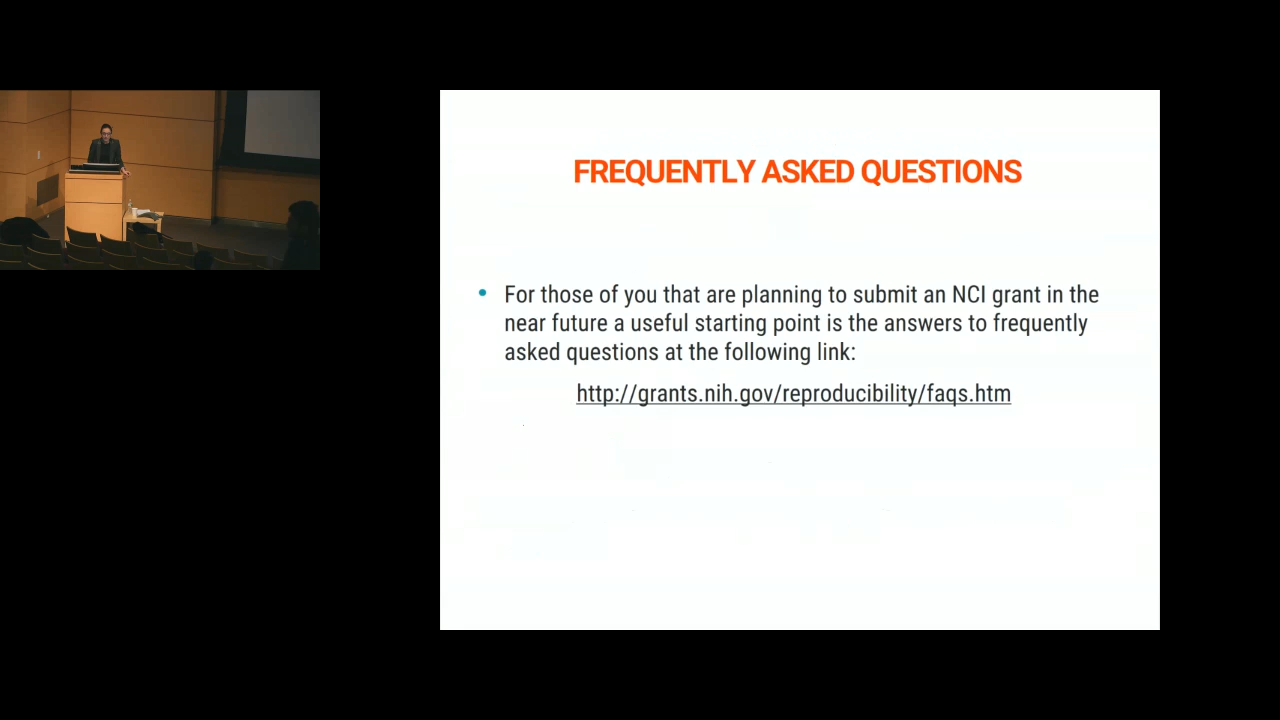 FREQUENTLY ASKED QUESTIONS
• For those of you that are planning to submit an NCI grant in the
near future a useful starting point is the answers to frequently
asked questions at the following link:
http://grants.nih.gov/reproducibility/faqs.htm